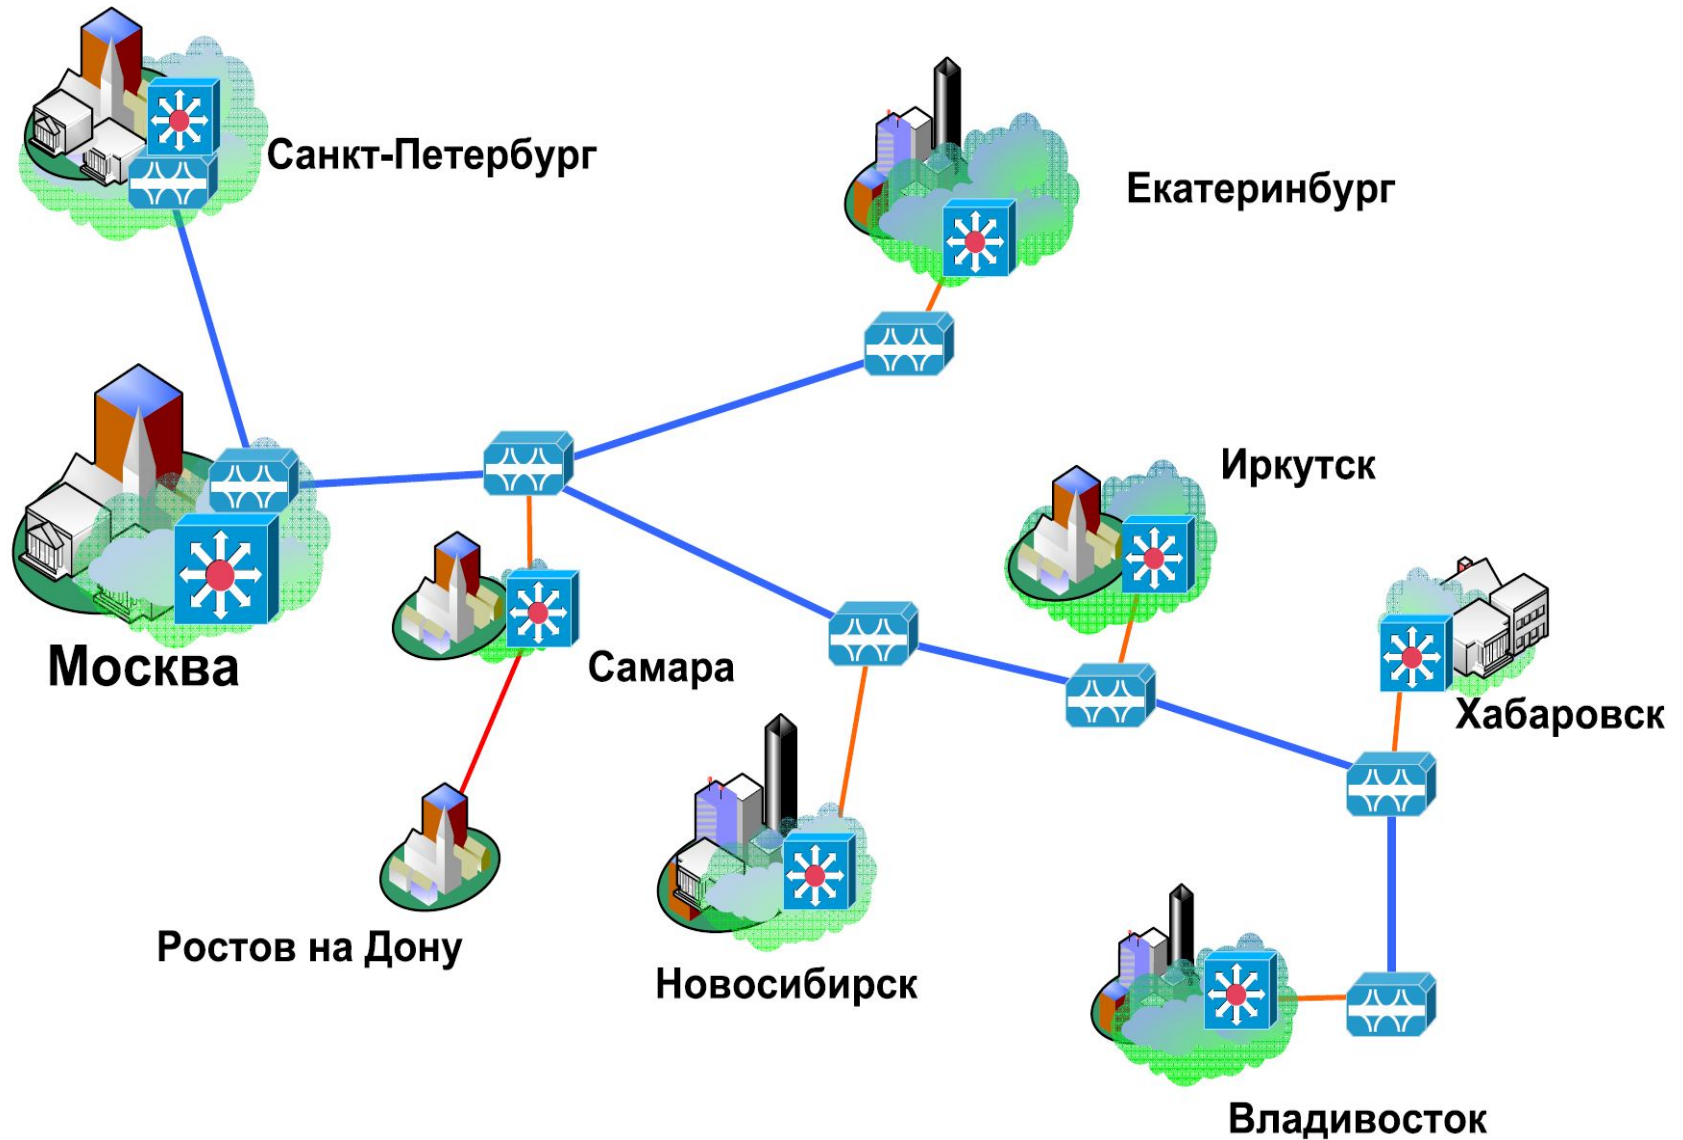 Санкт-Петербург
Екатеринбург
Иркутск
Москва
Самара
Хабаровск
Ростов на Дону
Новосибирск
Владивосток